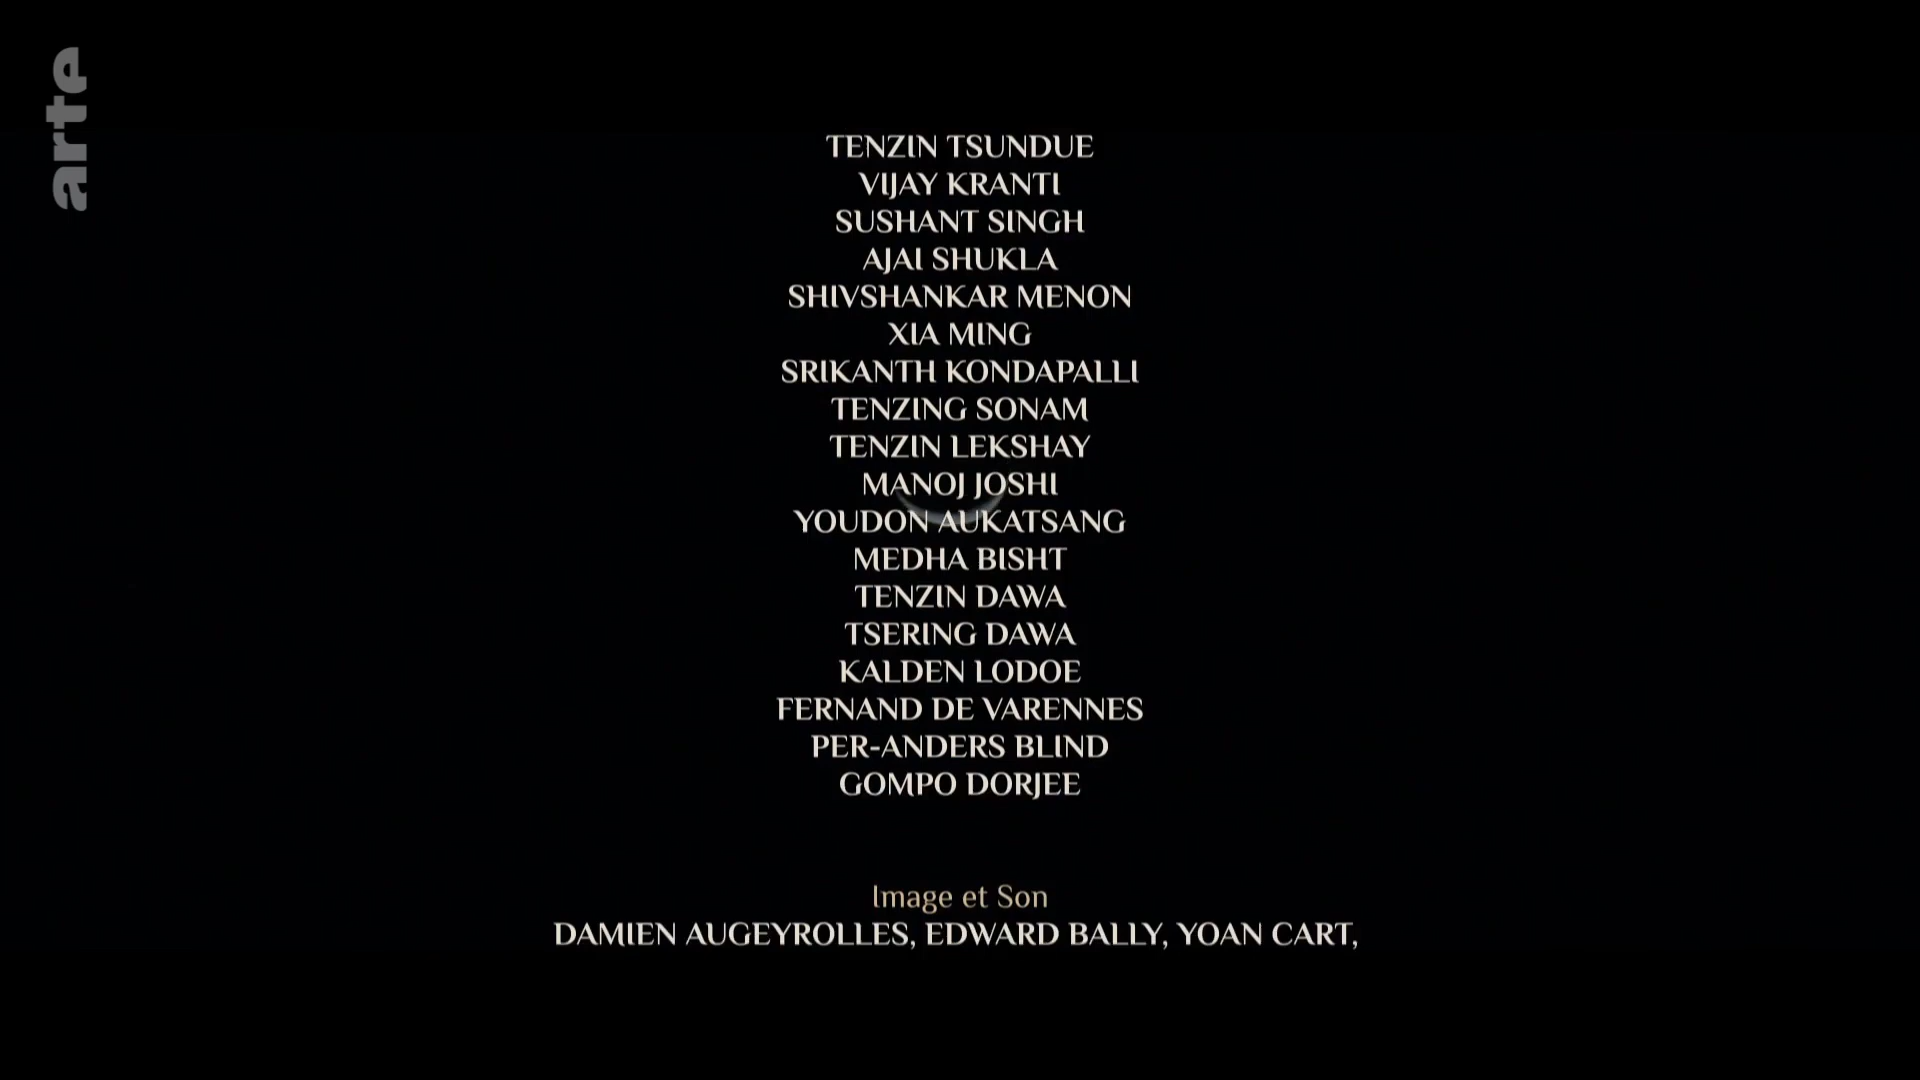 arte
TENZIN TSUNDUE
VIJAY KRANTI
SUSHANT SINGH
AJAI SHUKLA
SHIVSHANKAR MENON
XIA MING
SRIKANTH KONDAPALLI
TENZING SONAM
TENZIN LEKSHAY
MANOJ JOSHI
YOUDON AUKATSANG
MEDHA BISHT
TENZIN DAWA
TSERING DAWA
KALDEN LODOE
FERNAND DE VARENNES
PER-ANDERS BLIND
GOMPO DORJEE
Image et Son
DAMIEN AUGEYROLLES, EDWARD BALLY, YOAN CART,